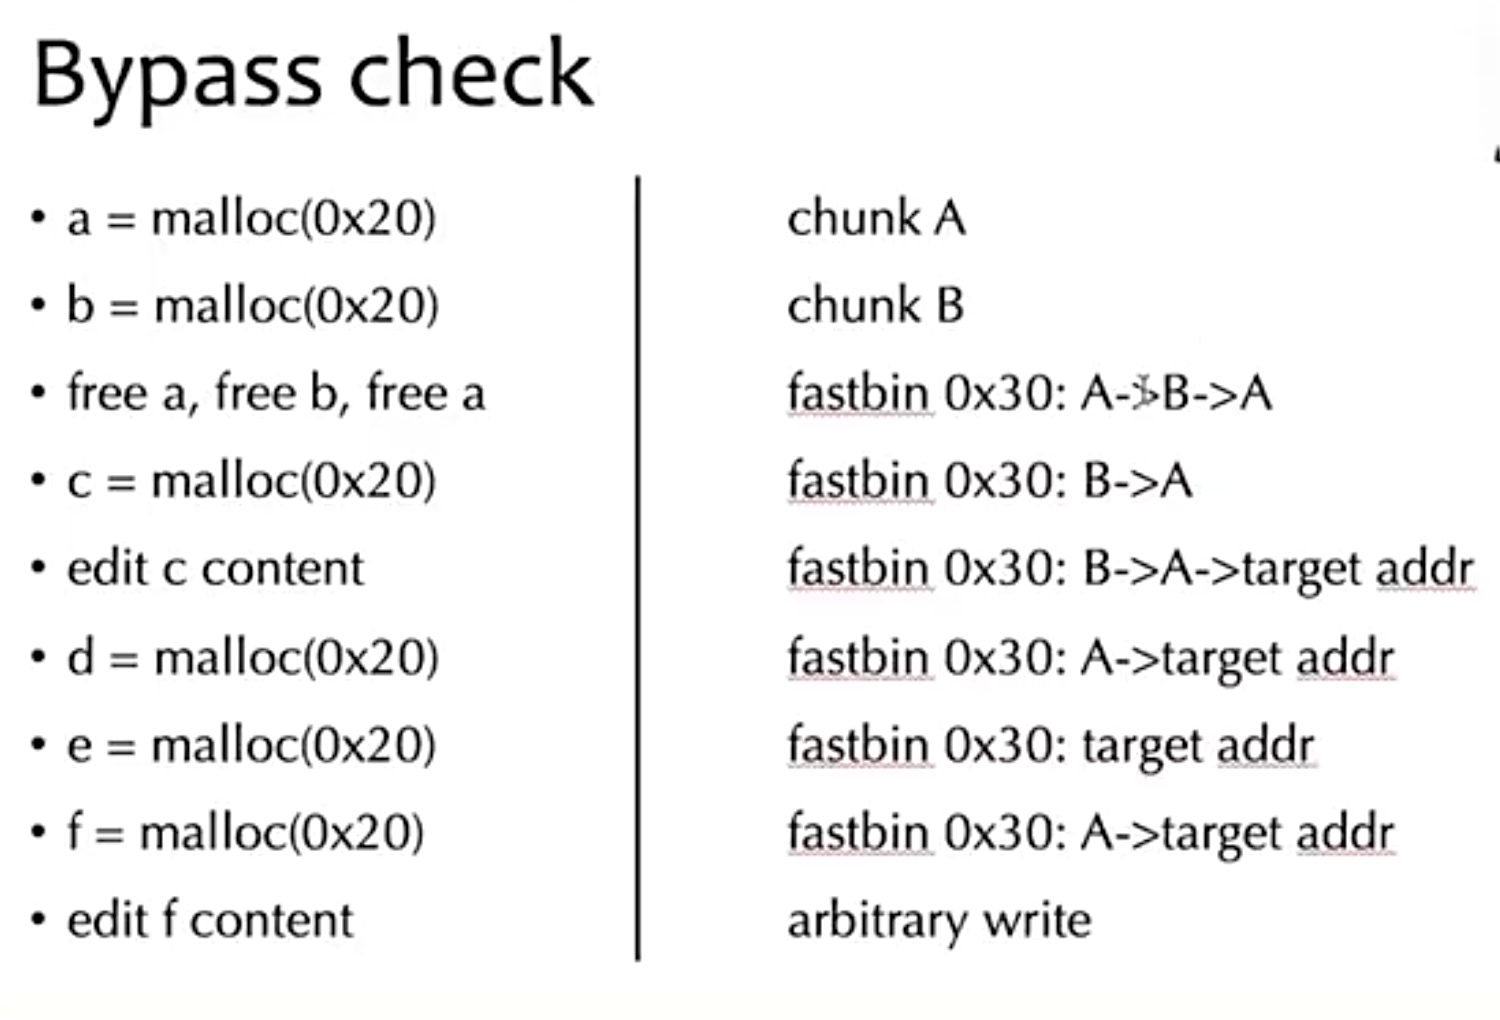 Bypass check
• a = malloc(0x20) chunk A
• b = malloc(0x20) chunk B
• free a, free b, free a fastbin 0x30: A->B->A
• c = malloc(0x20) fastbin 0x30: B->A
• edit c content fastbin 0x30: B->A->target addr
• d = malloc(0x20) fastbin 0x30: A->target addr
• e = malloc(0x20) fastbin 0x30: target addr
• f = malloc(0x20) fastbin 0x30: A->target addr
• edit f content arbitrary write